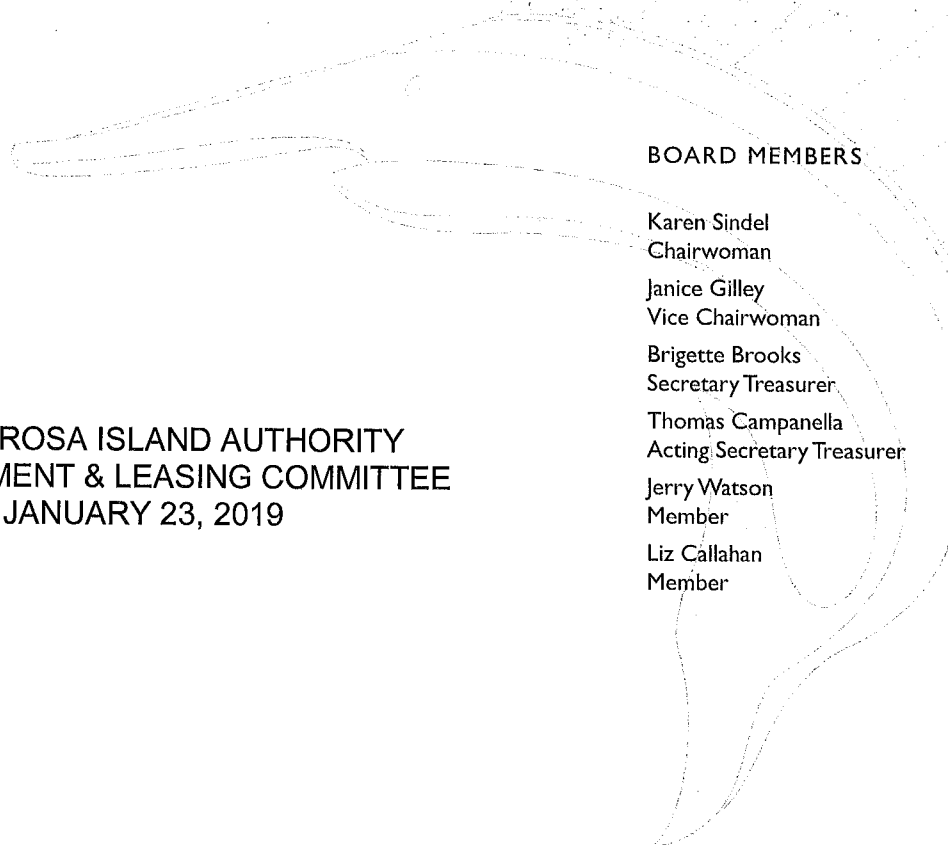 BOARD MEMBERS
Karen Sindel
Chairwoman
Janice Gilley
Vice Chairwoman
Brigette Brooks
Secretary Treasurer
Thomas Campanella
Acting Secretary Treasurer
Jerry Watson
Member
Liz Callahan
Member
ROSA ISLAND AUTHORITY
MENT & LEASING COMMITTEE
JANUARY 23, 2019